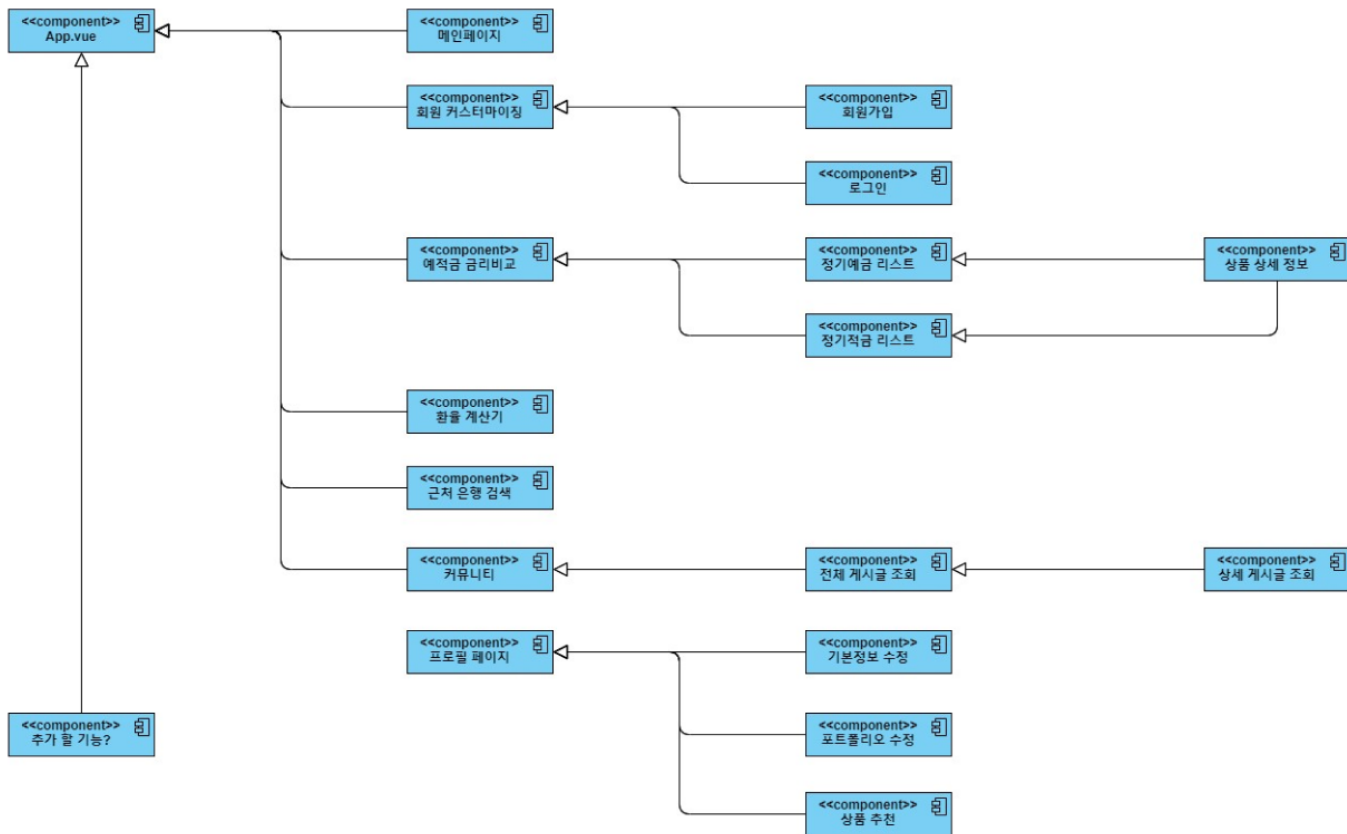 <<component>>
App.vue
<<component>>
메인페이지
<<component>>
회원 커스터마이징
<<component>>
회원가입
<<component>>
로그인
<<component>>
예적금 금리비교
<<component>>
정기예금 리스트
<<component>>
상품 상세 정보
<<component>>
정기적금 리스트
<<component>>
환율 계산기
<<component>>
근처 은행 검색
<<component>>
커뮤니티
<<component>>
전체 게시글 조회
<<component>>
상세 게시글 조회
<<component>>
프로필 페이지
<<component>>
기본정보 수정
<<component>>
추가 할 기능?
<<component>>
포트폴리오 수정
<<component>>
상품 추천